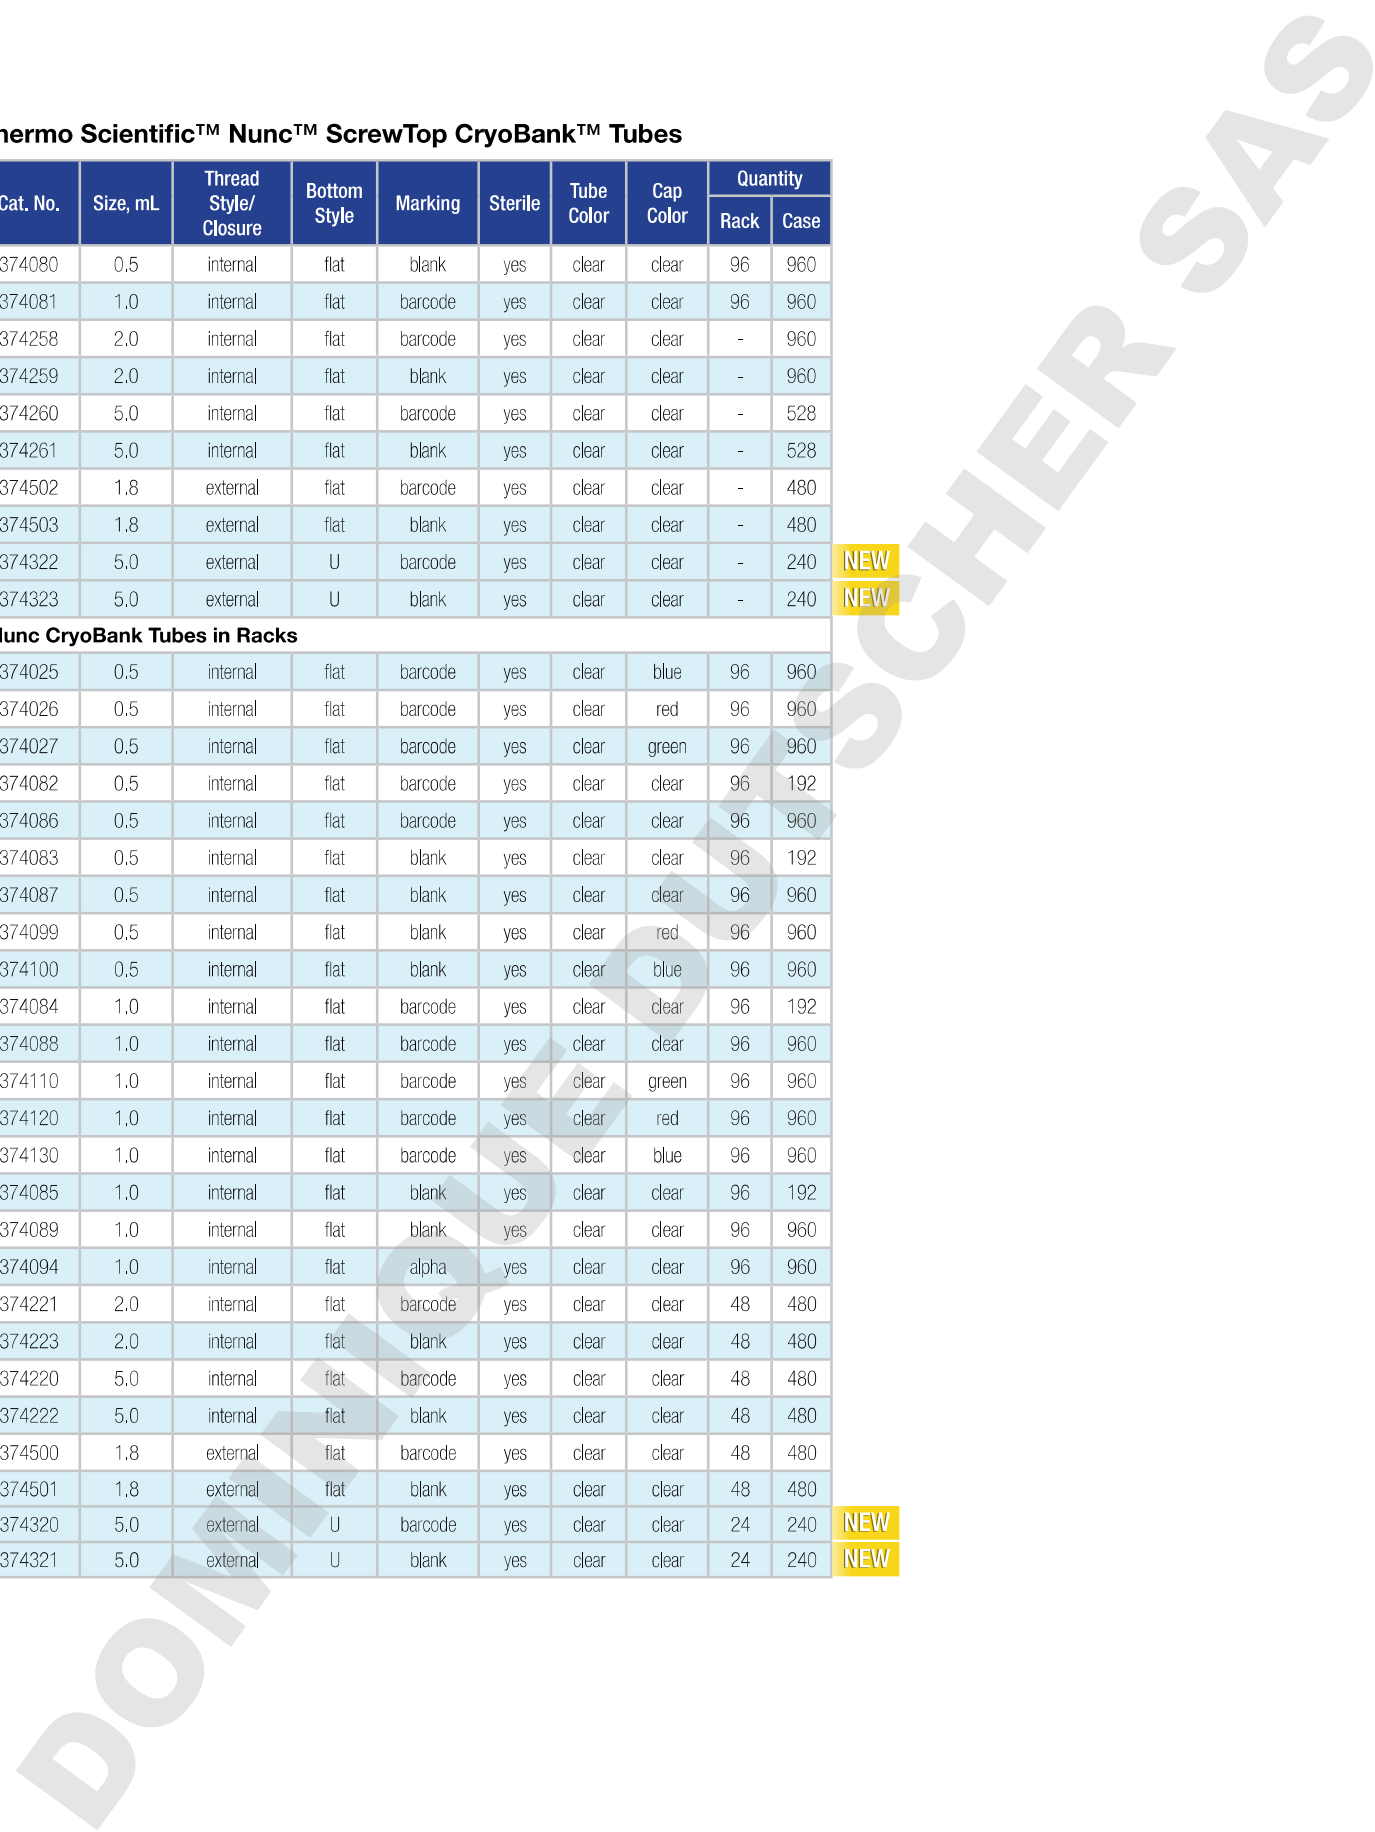 hermo Scientific™ Nunc™ ScrewTop CryoBank™ Tubes
Cat. No. Size, mL Thread Style/ Closure Bottom Style Marking Sterile Tube Color Cap Color Quantity Rack Case
374080 0.5 internal flat blank yes clear clear 96 960
374081 1.0 internal flat barcode yes clear clear 96 960
374258 2.0 internal flat barcode yes clear clear - 960
374259 2.0 internal flat blank yes clear clear - 960
374260 5.0 internal flat barcode yes clear clear - 528
374261 5.0 internal flat blank yes clear clear - 528
374502 1.8 external flat barcode yes clear clear - 480
374503 1.8 external flat blank yes clear clear - 480
374322 5.0 external U barcode yes clear clear - 240 NEW
374323 5.0 external U blank yes clear clear - 240 NEW
Nunc CryoBank Tubes in Racks
374025 0.5 internal flat barcode yes clear blue 96 960
374026 0.5 internal flat barcode yes clear red 96 960
374027 0.5 internal flat barcode yes clear green 96 960
374082 0.5 internal flat barcode yes clear clear 96 192
374086 0.5 internal flat barcode yes clear clear 96 960
374083 0.5 internal flat blank yes clear clear 96 192
374087 0.5 internal flat blank yes clear clear 96 960
374099 0.5 internal flat blank yes clear red 96 960
374100 0.5 internal flat blank yes clear blue 96 960
374084 1.0 internal flat barcode yes clear clear 96 192
374088 1.0 internal flat barcode yes clear clear 96 960
374110 1.0 internal flat barcode yes clear green 96 960
374120 1.0 internal flat barcode yes clear red 96 960
374130 1.0 internal flat barcode yes clear blue 96 960
374085 1.0 internal flat blank yes clear clear 96 192
374089 1.0 internal flat blank yes clear clear 96 960
374094 1.0 internal flat alpha yes clear clear 96 960
374221 2.0 internal flat barcode yes clear clear 48 480
374223 2.0 internal flat blank yes clear clear 48 480
374220 5.0 internal flat barcode yes clear clear 48 480
374222 5.0 internal flat blank yes clear clear 48 480
374500 1.8 external flat barcode yes clear clear 48 480
374501 1.8 external flat blank yes clear clear 48 480
374320 5.0 external U barcode yes clear clear 24 240 NEW
374321 5.0 external U blank yes clear clear 24 240 NEW
DOMINIQUE DUTSCHER SAS